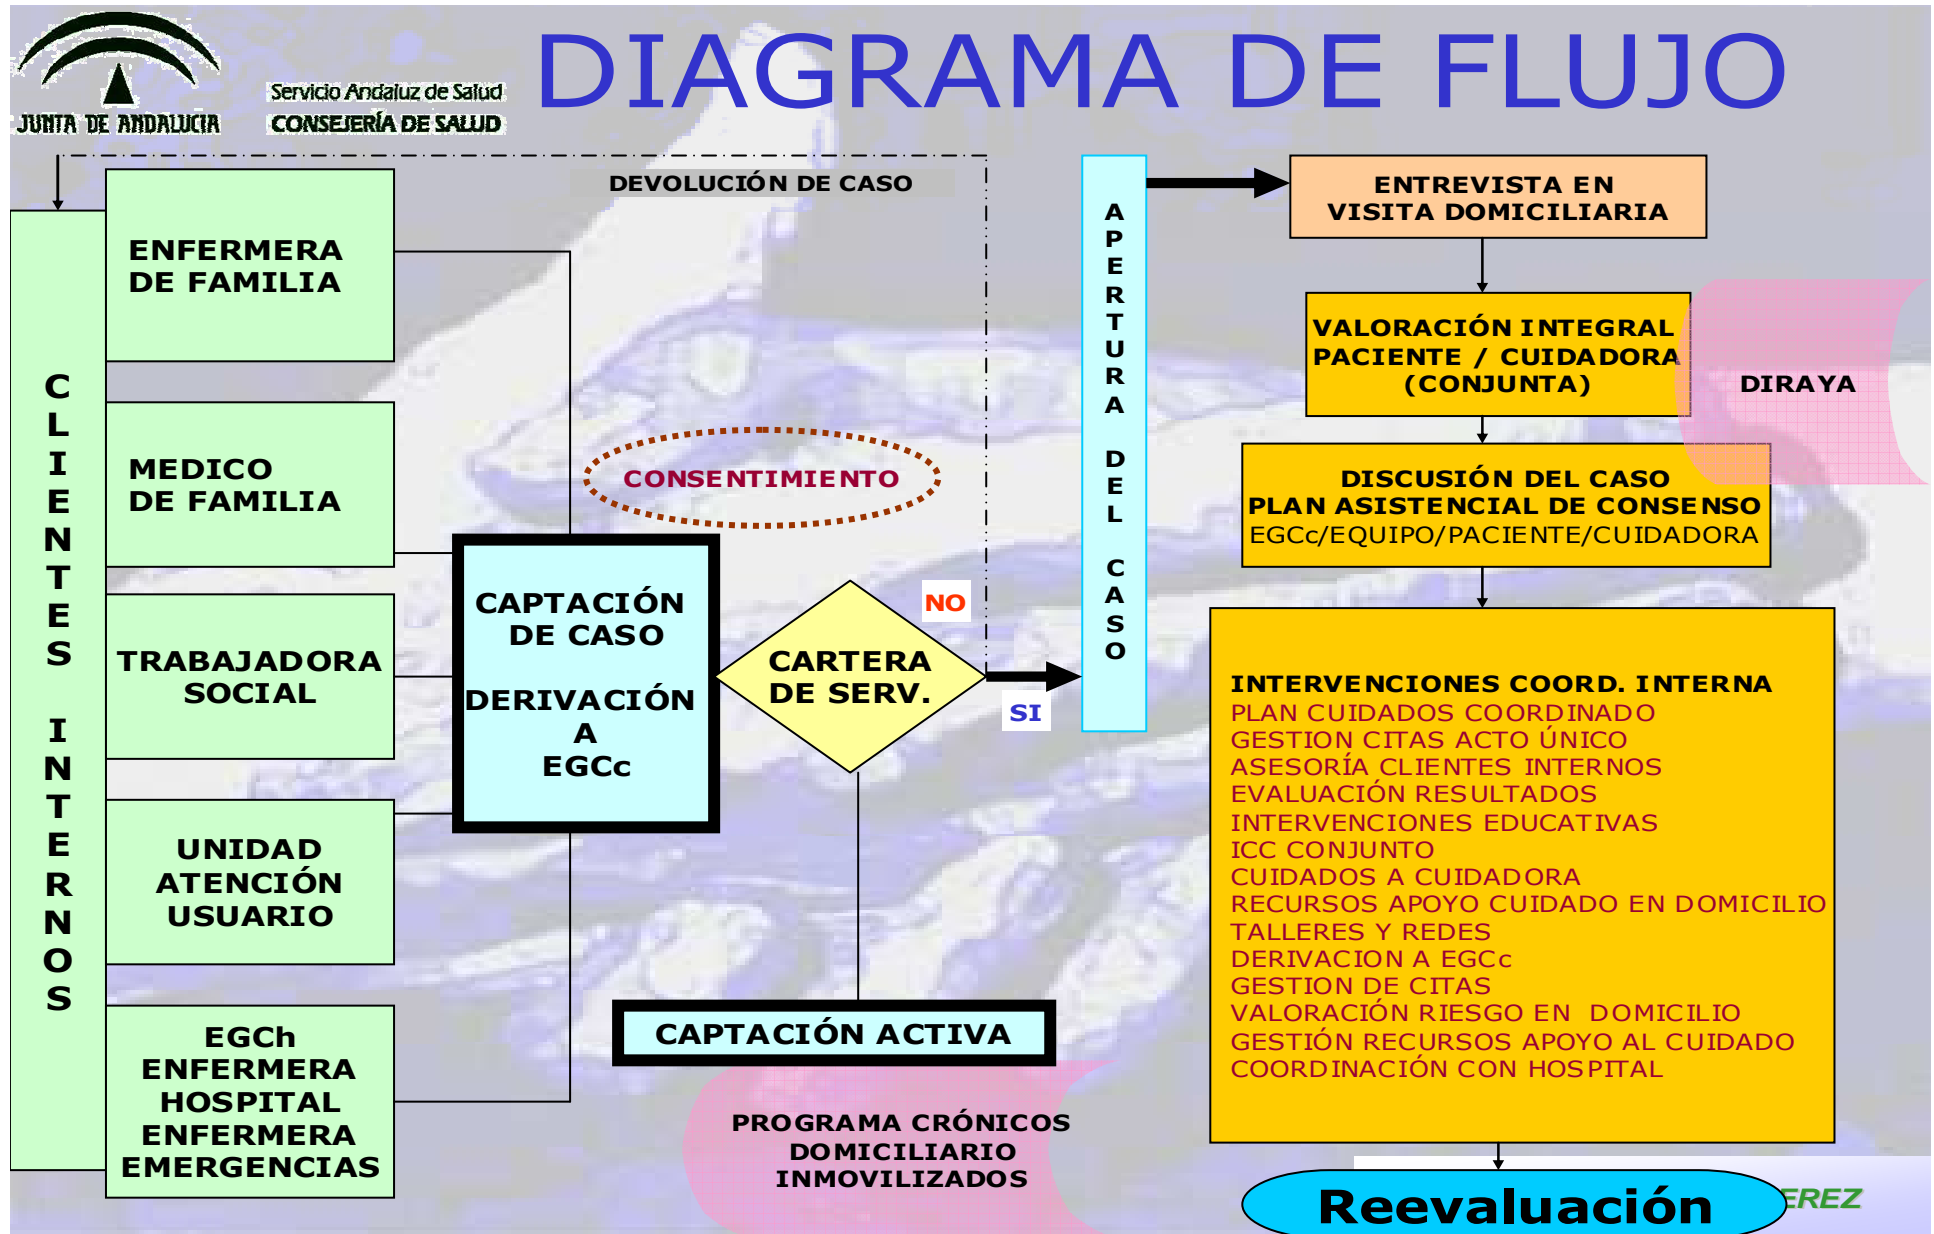 JUNTA DE ANDALUCIA
Servicio Andaluz de Salud
CONSEJERÍA DE SALUD
DIAGRAMA DE FLUJO
DEVOLUCIÓN DE CASO
CLIENTES INTERNOS
ENFERMERA
DE FAMILIA
MEDICO
DE FAMILIA
TRABAJADORA
SOCIAL
UNIDAD
ATENCIÓN
USUARIO
EGCh
ENFERMERA
HOSPITAL
ENFERMERA
EMERGENCIAS
CONSENTIMIENTO
CAPTACIÓN
DE CASO
DERIVACIÓN
A
EGCc
CARTERA
DE SERV.
NO
SI
CAPTACIÓN ACTIVA
PROGRAMA CRÓNICOS
DOMICILIARIO
INMOVILIZADOS
APERTURA DEL CASO
ENTREVISTA EN
VISITA DOMICILIARIA
VALORACIÓN INTEGRAL
PACIENTE / CUIDADORA
(CONJUNTA)
DIRAYA
DISCUSIÓN DEL CASO
PLAN ASISTENCIAL DE CONSENSO
EGCc/EQUIPO/PACIENTE/CUIDADORA
INTERVENCIONES COORD. INTERNA
PLAN CUIDADOS COORDINADO
GESTION CITAS ACTO ÚNICO
ASESORÍA CLIENTES INTERNOS
EVALUACIÓN RESULTADOS
INTERVENCIONES EDUCATIVAS
ICC CONJUNTO
CUIDADOS A CUIDADORA
RECURSOS APOYO CUIDADO EN DOMICILIO
TALLERES Y REDES
DERIVACION A EGCc
GESTION DE CITAS
VALORACIÓN RIESGO EN DOMICILIO
GESTIÓN RECURSOS APOYO AL CUIDADO
COORDINACIÓN CON HOSPITAL
Reevaluación